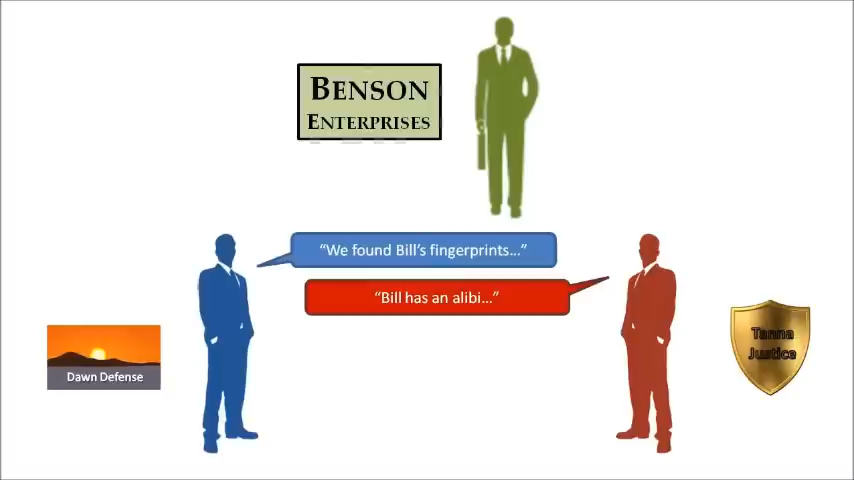 BENSON
ENTERPRISES
“We found Bill’s fingerprints…”
“Bill has an alibi…”
Tanna
Justice
Dawn Defense